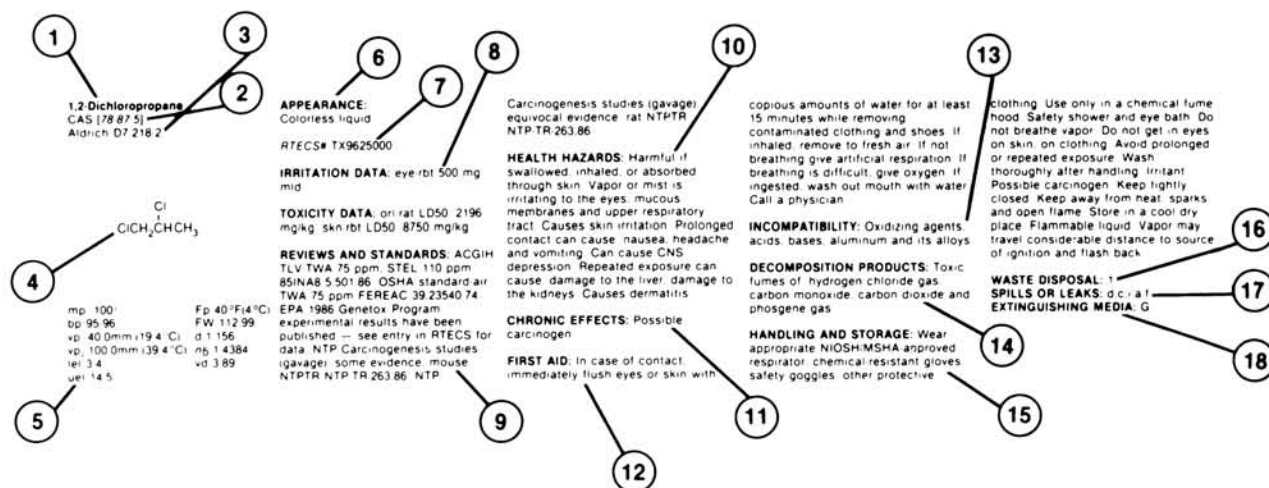 1
3
2
6
7
8
10
13
1,2-Dichloropropane
CAS [78 87 5]
Aldrich D7 218 2
Cl
ClCH2CHCH3
4
mp 100
bp 95 96
vp 40 0mm (19 4 °C)
vp, 100 0mm (39 4 °C)
lel 3 4
uel 14 5
Fp 40 °F(4°C)
FW 112 99
d 1 156
nD 1 4384
vd 3 89
5
APPEARANCE:
Colorless liquid
RTECS# TX9625000
IRRITATION DATA: eye-rbt 500 mg
mld
TOXICITY DATA: orl rat LD50 2196
mg/kg skn rbt LD50 8750 mg/kg
REVIEWS AND STANDARDS: ACGIH
TLV TWA 75 ppm, STEL 110 ppm
85INA8 5 501 86 OSHA standard-air
TWA 75 ppm FEREAC 39,23540 74
EPA 1986 Genetox Program
experimental results have been
published — see entry in RTECS for
data NTP Carcinogenesis studies
(gavage) some evidence, mouse
NTPTR NTP TR 263 86 NTP
9
Carcinogenesis studies (gavage)
equivocal evidence rat NTPTR
NTP-TR-263,86
HEALTH HAZARDS: Harmful if
swallowed, inhaled, or absorbed
through skin Vapor or mist is
irritating to the eyes, mucous
membranes and upper respiratory
tract Causes skin irritation Prolonged
contact can cause nausea, headache
and vomiting Can cause CNS
depression Repeated exposure can
cause damage to the liver, damage to
the kidneys Causes dermatitis
CHRONIC EFFECTS: Possible
carcinogen
FIRST AID: In case of contact,
immediately flush eyes or skin with
11
12
copious amounts of water for at least
15 minutes while removing
contaminated clothing and shoes If
inhaled, remove to fresh air If not
breathing give artificial respiration If
breathing is difficult, give oxygen If
ingested, wash out mouth with water
Call a physician
INCOMPATIBILITY: Oxidizing agents,
acids, bases, aluminum and its alloys
DECOMPOSITION PRODUCTS: Toxic
fumes of hydrogen chloride gas,
carbon monoxide, carbon dioxide and
phosgene gas
HANDLING AND STORAGE: Wear
appropriate NIOSH/MSHA-approved
respirator, chemical-resistant gloves
safety goggles, other protective
14
15
clothing Use only in a chemical fume
hood Safety shower and eye bath Do
not breathe vapor Do not get in eyes
on skin, on clothing Avoid prolonged
or repeated exposure Wash
thoroughly after handling Irritant
Possible carcinogen Keep tightly
closed Keep away from heat, sparks
and open flame Store in a cool dry
place Flammable liquid Vapor may
travel considerable distance to source
of ignition and flash back
WASTE DISPOSAL: 1
SPILLS OR LEAKS: d,c,i a f
EXTINGUISHING MEDIA: G
16
17
18